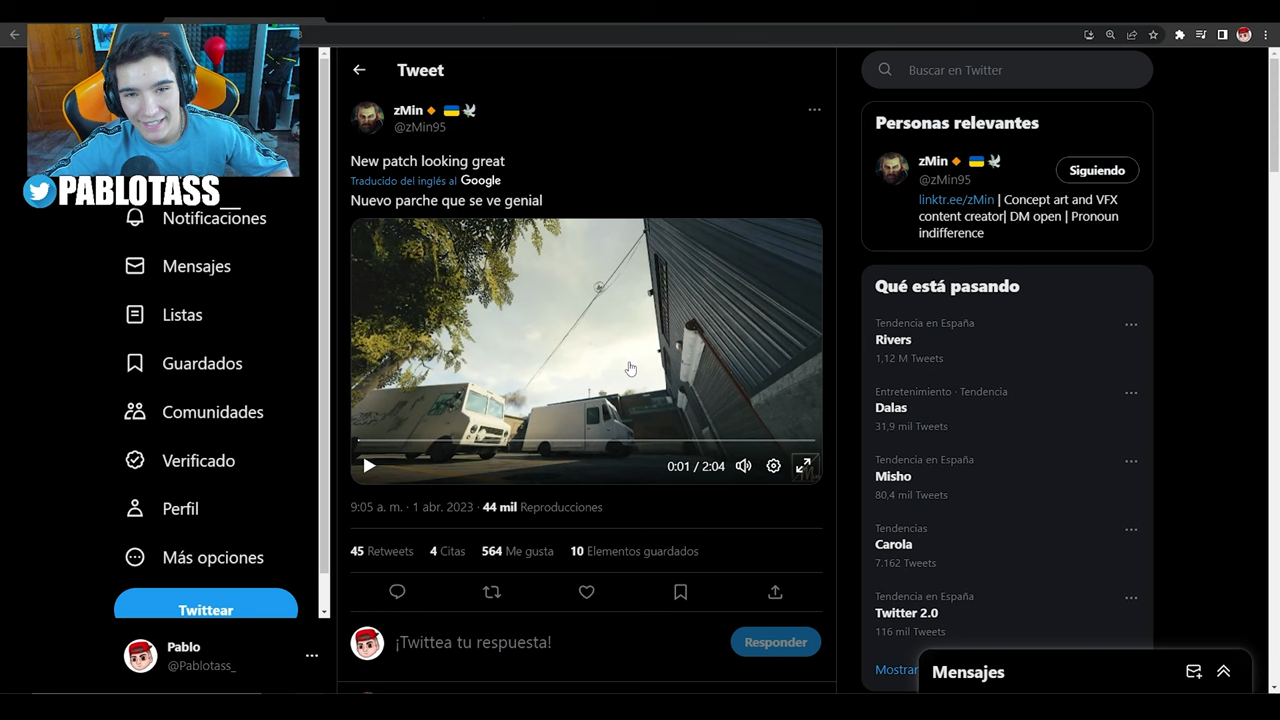 PABLOTASS_
Notificaciones
Mensajes
Listas
Guardados
Comunidades
Verificado
Perfil
Más opciones
Twittear
Pablo
@Pablotass_
Tweet
zMin
@zMin95
New patch looking great
Traducido del inglés al Google
Nuevo parche que se ve genial
0:01 / 2:04
9:05 a. m. · 1 abr. 2023 · 44 mil Reproducciones
45 Retweets 4 Citas 564 Me gusta 10 Elementos guardados
¡Twittea tu respuesta!
Responder
Buscar en Twitter
Personas relevantes
zMin
@zMin95
Siguiendo
linktr.ee/zMin | Concept art and VFX
content creator| DM open | Pronoun
indifference
Qué está pasando
Tendencia en España
Rivers
1,12 M Tweets
Entretenimiento · Tendencia
Dalas
31,9 mil Tweets
Tendencia en España
Misho
80,4 mil Tweets
Tendencias
Carola
7.162 Tweets
Tendencia en España
Twitter 2.0
116 mil Tweets
Mostrar
Mensajes